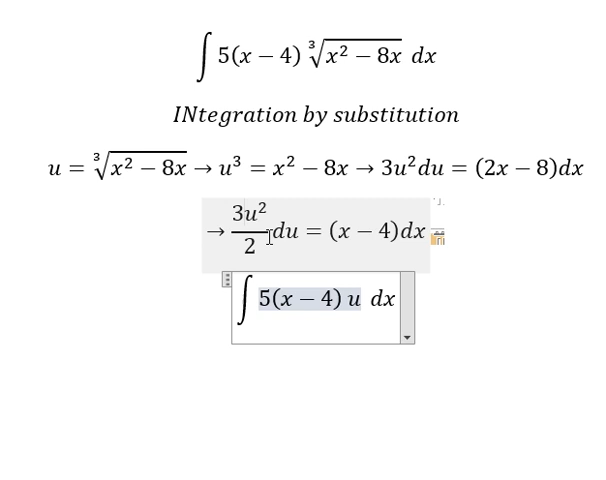 ∫ 5(x − 4) ∛(x² − 8x) dx
INtegration by substitution
u = ∛(x² − 8x) → u³ = x² − 8x → 3u²du = (2x − 8)dx
→ 3u²/2 du = (x − 4)dx
∫ 5(x − 4) u dx